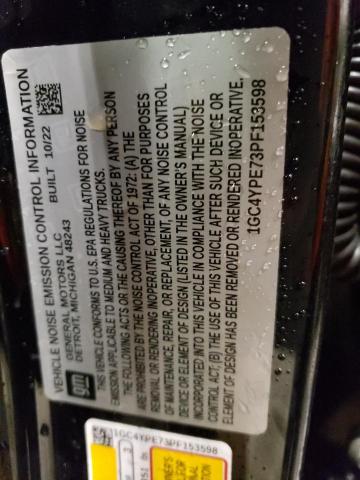 VEHICLE NOISE EMISSION CONTROL INFORMATION
GENERAL MOTORS LLC BUILT 10/22
DETROIT, MICHIGAN 48243
gm
THIS VEHICLE CONFORMS TO U.S. EPA REGULATIONS FOR NOISE
EMISSION APPLICABLE TO MEDIUM AND HEAVY TRUCKS.
THE FOLLOWING ACTS OR THE CAUSING THEREOF BY ANY PERSON
ARE PROHIBITED BY THE NOISE CONTROL ACT OF 1972: (A) THE
REMOVAL OR RENDERING INOPERATIVE, OTHER THAN FOR PURPOSES
OF MAINTENANCE, REPAIR, OR REPLACEMENT, OF ANY NOISE CONTROL
DEVICE OR ELEMENT OF DESIGN (LISTED IN THE OWNER'S MANUAL)
INCORPORATED INTO THIS VEHICLE IN COMPLIANCE WITH THE NOISE
CONTROL ACT; (B) THE USE OF THIS VEHICLE AFTER SUCH DEVICE OR
ELEMENT OF DESIGN HAS BEEN REMOVED OR RENDERED INOPERATIVE.
1GC4YPE73PF153598
1GC4YPE73PF153598